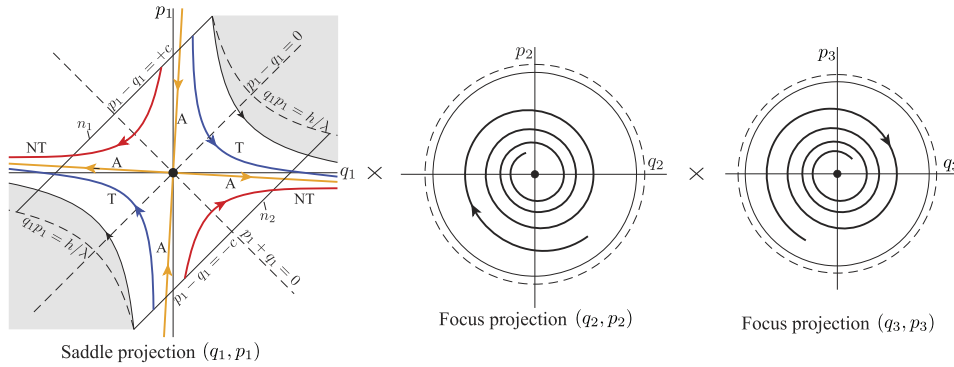 p₁
p₁ − q₁ = +c
p₁ − q₁ = 0
q₁p₁ = h/λ
n₁
NT
A
T
A
A
q₁
T
A
NT
n₂
q₁p₁ = h/λ
p₁ − q₁ = −c
p₁ + q₁ = 0
Saddle projection (q₁, p₁)
×
p₂
q₂
Focus projection (q₂, p₂)
×
p₃
q₃
Focus projection (q₃, p₃)